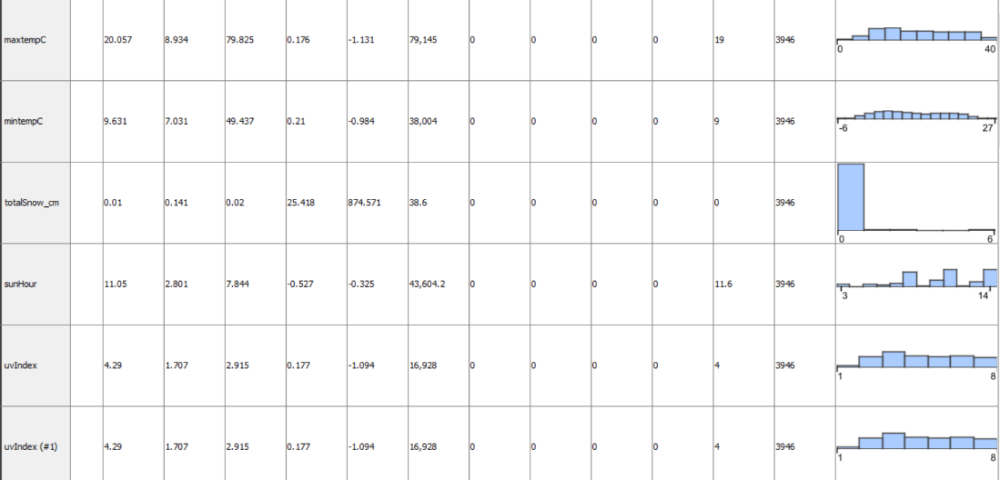 maxtempC 20.057 8.934 79.825 0.176 -1.131 79,145 0 0 0 0 19 3946
0 40
mintempC 9.631 7.031 49.437 0.21 -0.984 38,004 0 0 0 0 9 3946
-6 27
totalSnow_cm 0.01 0.141 0.02 25.418 874.571 38.6 0 0 0 0 0 3946
0 6
sunHour 11.05 2.801 7.844 -0.527 -0.325 43,604.2 0 0 0 0 11.6 3946
3 14
uvIndex 4.29 1.707 2.915 0.177 -1.094 16,928 0 0 0 0 4 3946
1 8
uvIndex (#1) 4.29 1.707 2.915 0.177 -1.094 16,928 0 0 0 0 4 3946
1 8